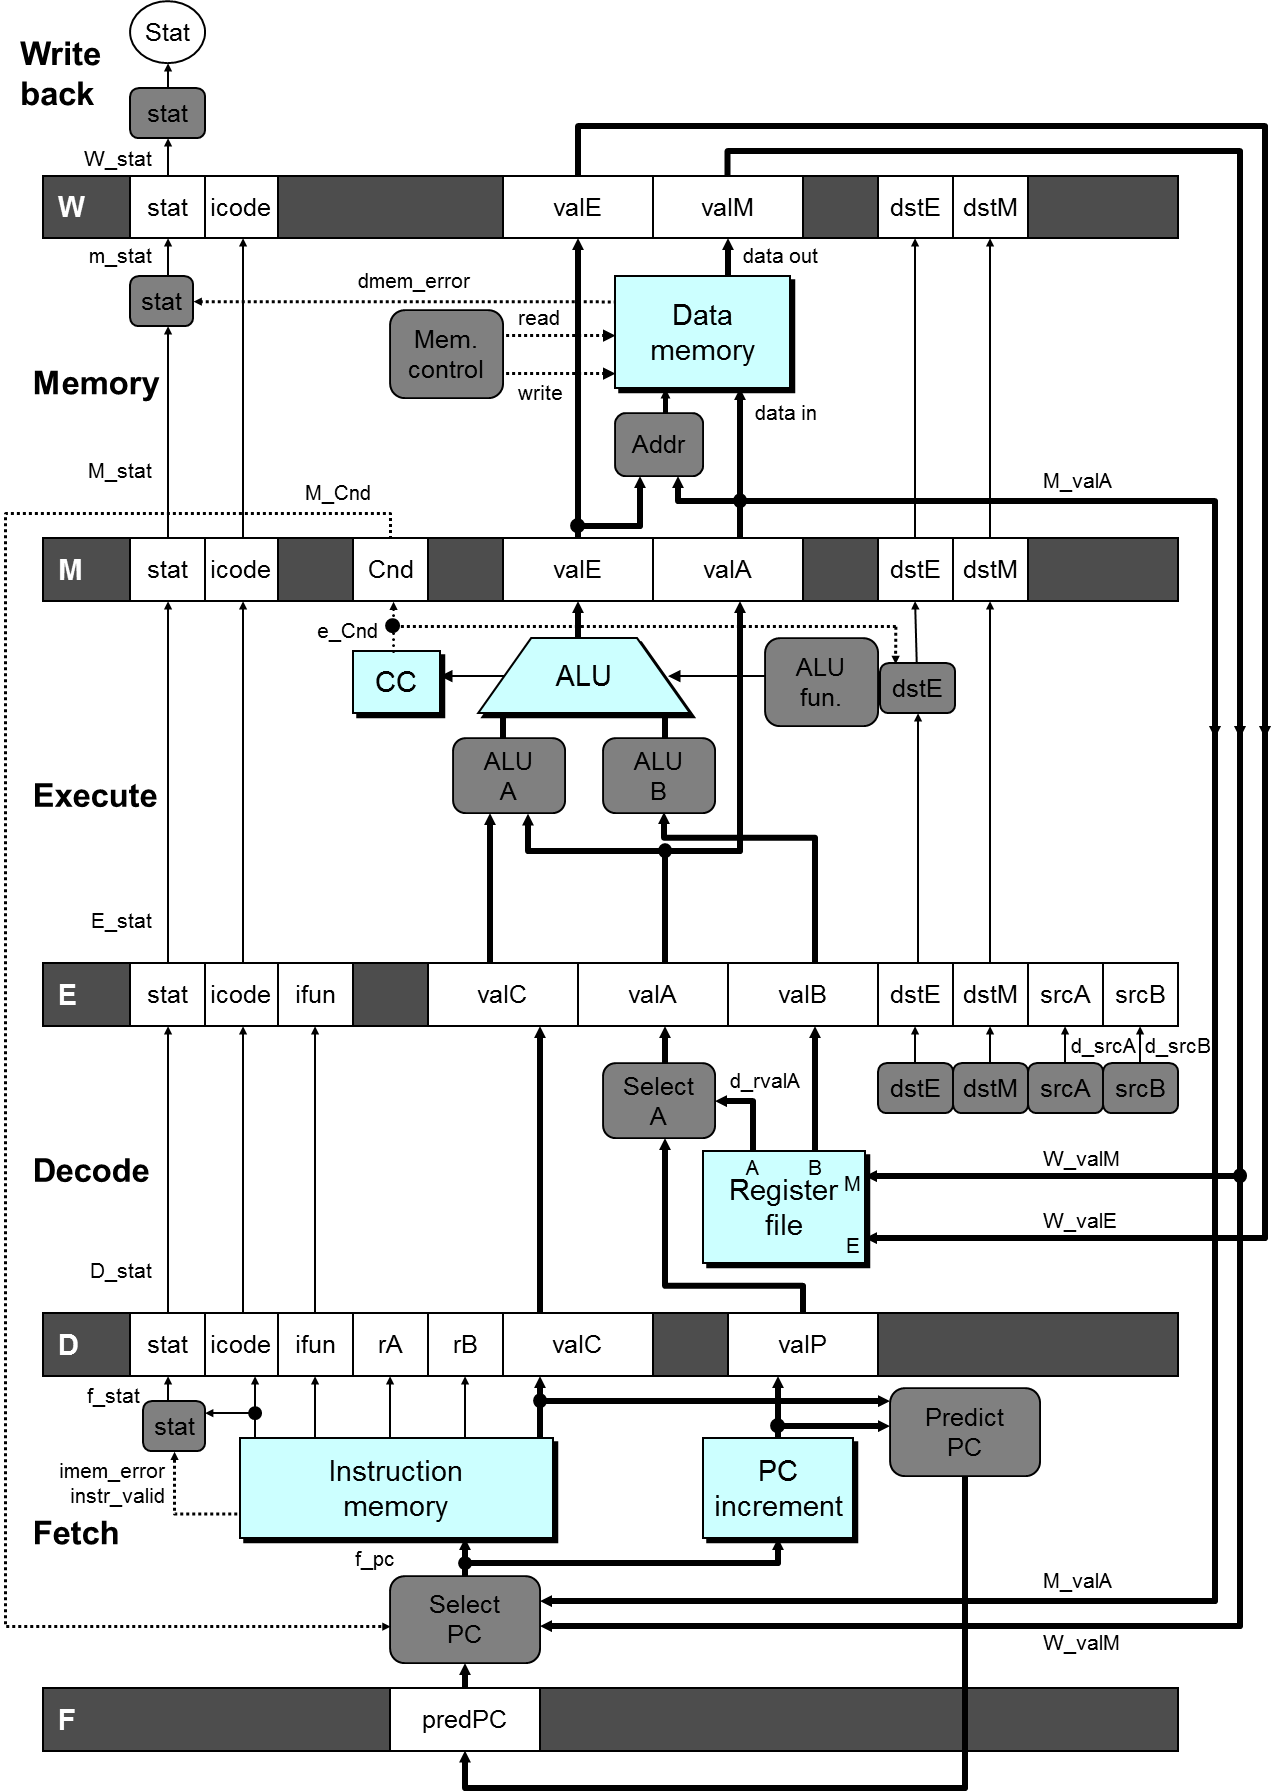 Stat
Write
back
stat
W_stat
W
stat
icode
valE
valM
dstE
dstM
m_stat
data out
dmem_error
stat
read
Mem.
control
write
Data
memory
Memory
data in
Addr
M_stat
M_Cnd
M_valA
M
stat
icode
Cnd
valE
valA
dstE
dstM
e_Cnd
CC
ALU
ALU
fun.
dstE
ALU
A
ALU
B
Execute
E_stat
E
stat
icode
ifun
valC
valA
valB
dstE
dstM
srcA
srcB
d_srcA
d_srcB
Select
A
d_rvalA
dstE
dstM
srcA
srcB
Decode
A
B
M
Register
file
E
W_valM
W_valE
D_stat
D
stat
icode
ifun
rA
rB
valC
valP
f_stat
stat
Predict
PC
imem_error
instr_valid
Instruction
memory
PC
increment
Fetch
f_pc
Select
PC
M_valA
W_valM
F
predPC